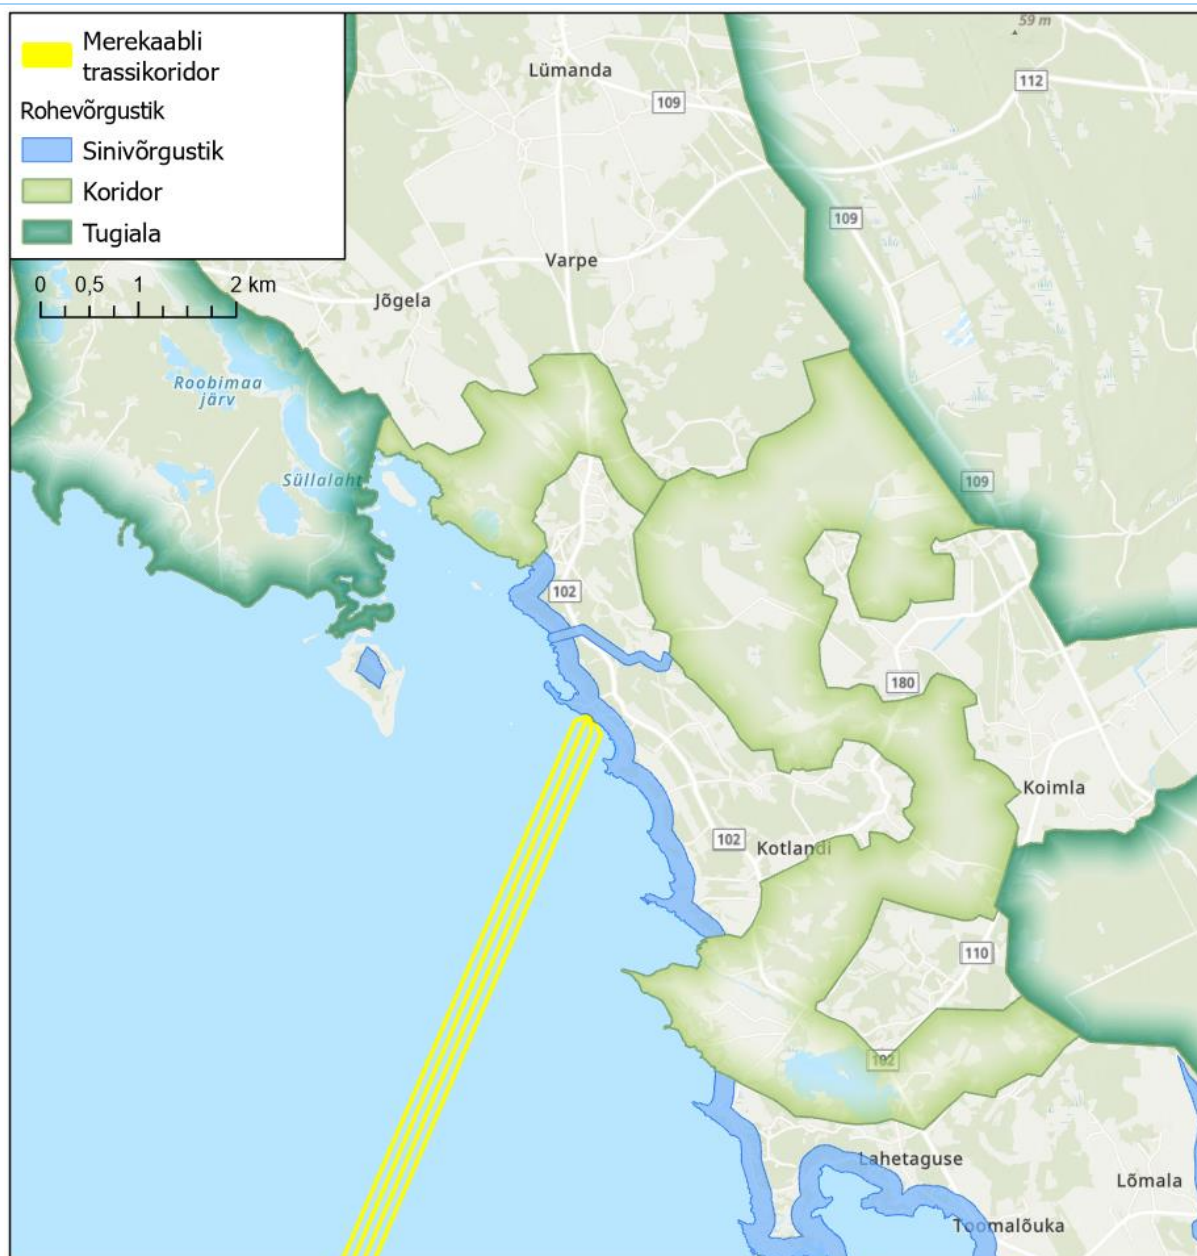 Merekaabli
trassikoridor
Rohevõrgustik
Sinivõrgustik
Koridor
Tugiala
0 0,5 1 2 km
59 m
Lümanda
112
109
109
Varpe
Jõgela
Roobimaa
järv
Süllalaht
109
102
180
Koimla
102
Kotlandi
110
102
Lahetaguse
Lõmala
Toomalõuka